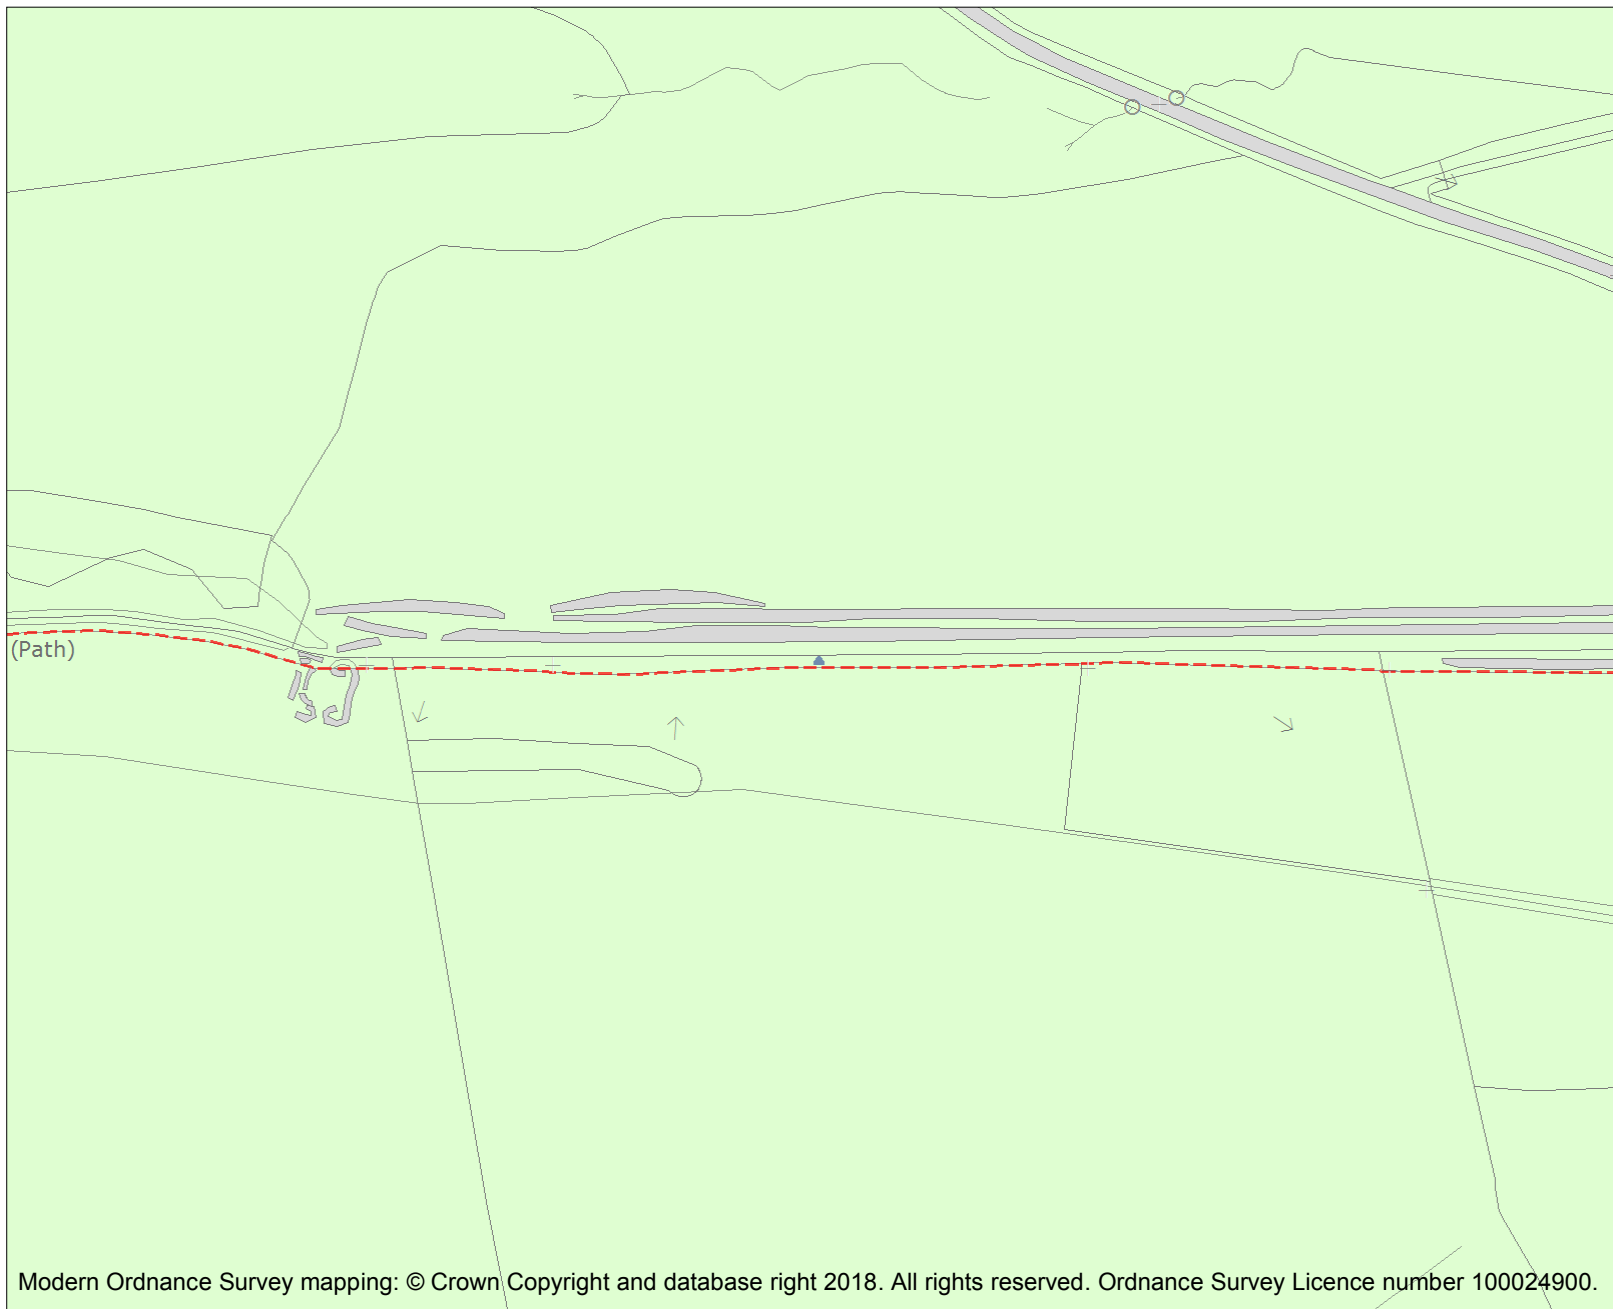 (Path)
Modern Ordnance Survey mapping: © Crown Copyright and database right 2018. All rights reserved. Ordnance Survey Licence number 100024900.